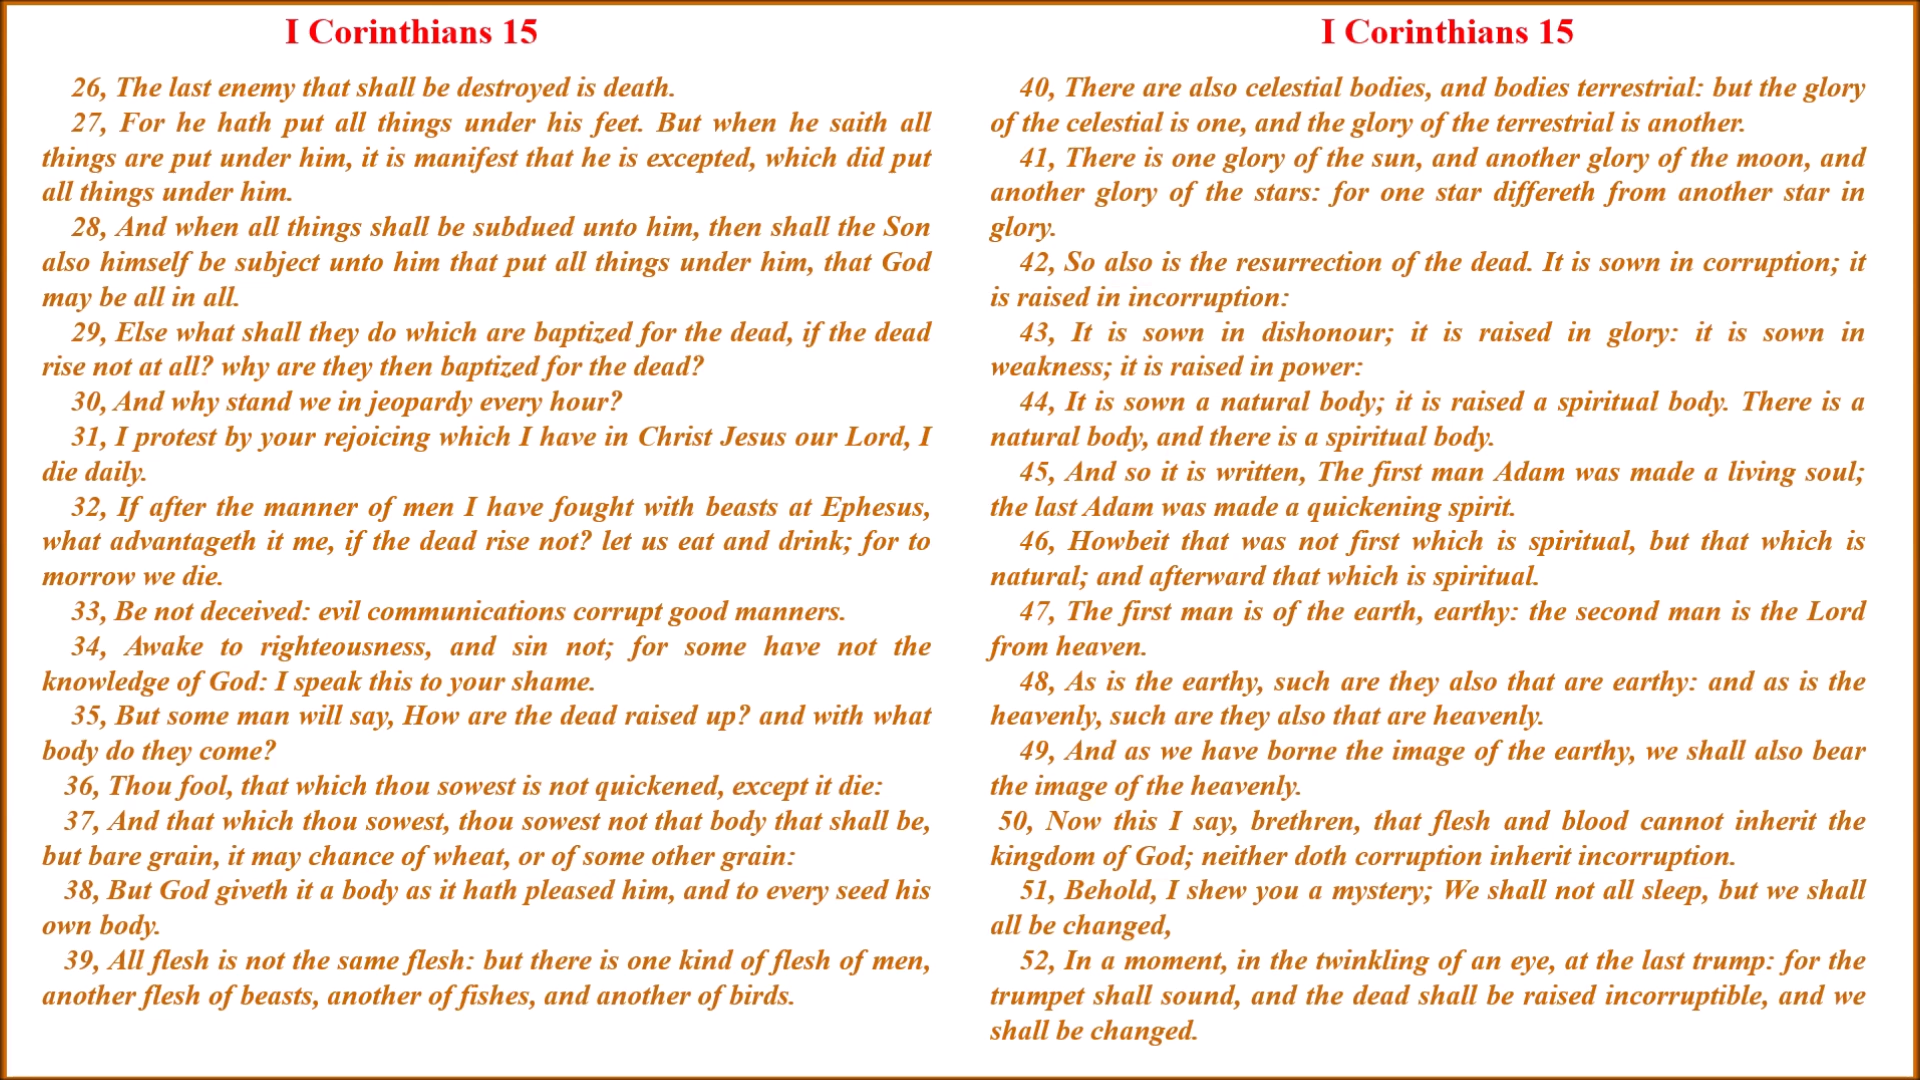 I Corinthians 15
26, The last enemy that shall be destroyed is death.
27, For he hath put all things under his feet. But when he saith all
things are put under him, it is manifest that he is excepted, which did put
all things under him.
28, And when all things shall be subdued unto him, then shall the Son
also himself be subject unto him that put all things under him, that God
may be all in all.
29, Else what shall they do which are baptized for the dead, if the dead
rise not at all? why are they then baptized for the dead?
30, And why stand we in jeopardy every hour?
31, I protest by your rejoicing which I have in Christ Jesus our Lord, I
die daily.
32, If after the manner of men I have fought with beasts at Ephesus,
what advantageth it me, if the dead rise not? let us eat and drink; for to
morrow we die.
33, Be not deceived: evil communications corrupt good manners.
34, Awake to righteousness, and sin not; for some have not the
knowledge of God: I speak this to your shame.
35, But some man will say, How are the dead raised up? and with what
body do they come?
36, Thou fool, that which thou sowest is not quickened, except it die:
37, And that which thou sowest, thou sowest not that body that shall be,
but bare grain, it may chance of wheat, or of some other grain:
38, But God giveth it a body as it hath pleased him, and to every seed his
own body.
39, All flesh is not the same flesh: but there is one kind of flesh of men,
another flesh of beasts, another of fishes, and another of birds.
I Corinthians 15
40, There are also celestial bodies, and bodies terrestrial: but the glory
of the celestial is one, and the glory of the terrestrial is another.
41, There is one glory of the sun, and another glory of the moon, and
another glory of the stars: for one star differeth from another star in
glory.
42, So also is the resurrection of the dead. It is sown in corruption; it
is raised in incorruption:
43, It is sown in dishonour; it is raised in glory: it is sown in
weakness; it is raised in power:
44, It is sown a natural body; it is raised a spiritual body. There is a
natural body, and there is a spiritual body.
45, And so it is written, The first man Adam was made a living soul;
the last Adam was made a quickening spirit.
46, Howbeit that was not first which is spiritual, but that which is
natural; and afterward that which is spiritual.
47, The first man is of the earth, earthy: the second man is the Lord
from heaven.
48, As is the earthy, such are they also that are earthy: and as is the
heavenly, such are they also that are heavenly.
49, And as we have borne the image of the earthy, we shall also bear
the image of the heavenly.
50, Now this I say, brethren, that flesh and blood cannot inherit the
kingdom of God; neither doth corruption inherit incorruption.
51, Behold, I shew you a mystery; We shall not all sleep, but we shall
all be changed,
52, In a moment, in the twinkling of an eye, at the last trump: for the
trumpet shall sound, and the dead shall be raised incorruptible, and we
shall be changed.